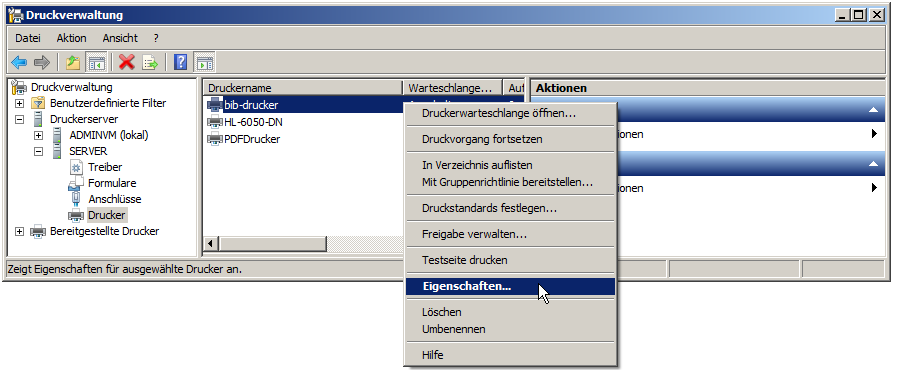 Druckverwaltung
Datei Aktion Ansicht ?
Druckverwaltung
Benutzerdefinierte Filter
Druckerserver
ADMINVM (lokal)
SERVER
Treiber
Formulare
Anschlüsse
Drucker
Bereitgestellte Drucker
Druckername Warteschlange... Auf
bib-drucker
HL-6050-DN
PDFDrucker
Aktionen
ionen
ionen
Druckerwarteschlange öffnen...
Druckvorgang fortsetzen
In Verzeichnis auflisten
Mit Gruppenrichtlinie bereitstellen...
Druckstandards festlegen...
Freigabe verwalten...
Testseite drucken
Eigenschaften...
Löschen
Umbenennen
Hilfe
Zeigt Eigenschaften für ausgewählte Drucker an.